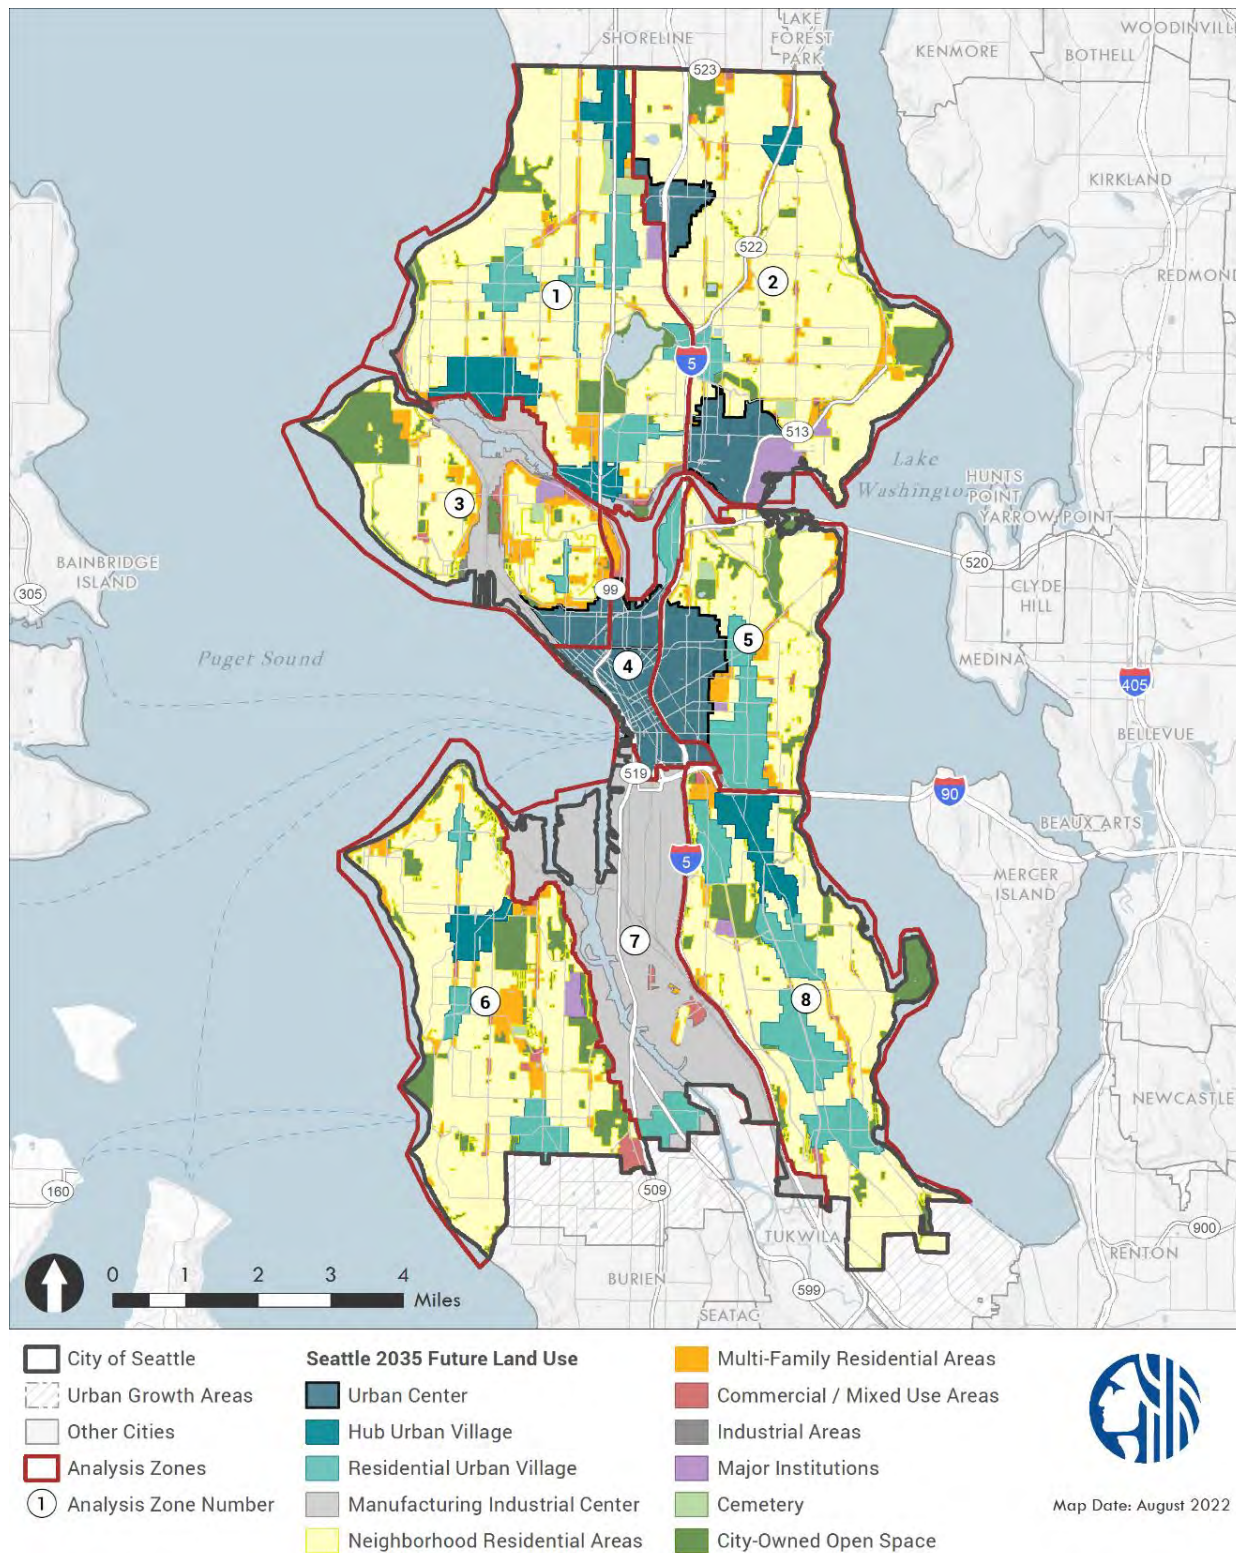 SHORELINE
LAKE
FOREST
PARK
WOODINVILLE
KENMORE
BOTHELL
523
KIRKLAND
522
REDMOND
1
2
5
513
Lake
Washington
HUNTS
POINT
YARROW POINT
3
520
BAINBRIDGE
ISLAND
305
99
CLYDE
HILL
5
Puget Sound
4
MEDINA
405
BELLEVUE
519
90
BEAUX ARTS
5
MERCER
ISLAND
7
6
8
NEWCASTLE
160
509
TUKWILA
900
RENTON
BURIEN
599
SEATAC
0 1 2 3 4
Miles
City of Seattle
Urban Growth Areas
Other Cities
Analysis Zones
1 Analysis Zone Number
Seattle 2035 Future Land Use
Urban Center
Hub Urban Village
Residential Urban Village
Manufacturing Industrial Center
Neighborhood Residential Areas
Multi-Family Residential Areas
Commercial / Mixed Use Areas
Industrial Areas
Major Institutions
Cemetery
City-Owned Open Space
Map Date: August 2022